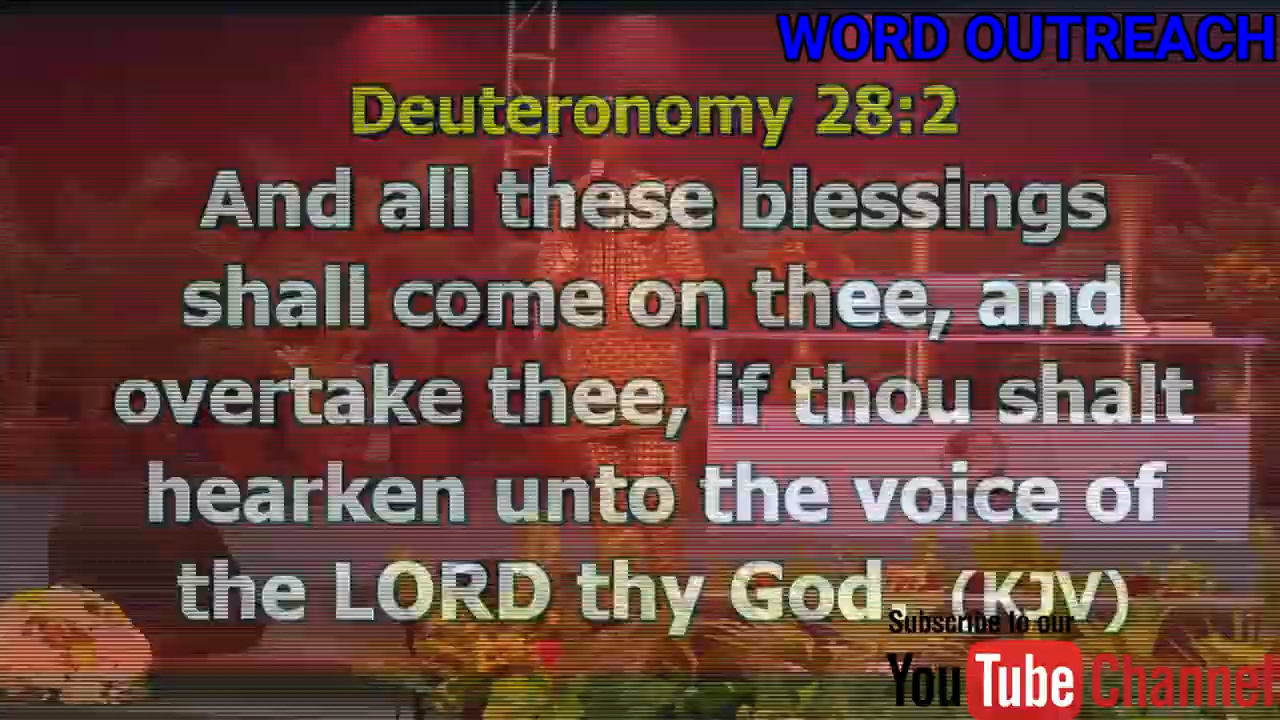 WORD OUTREACH
Deuteronomy 28:2
And all these blessings
shall come on thee, and
overtake thee, if thou shalt
hearken unto the voice of
the LORD thy God (KJV)
Subscribe to our
YouTube Channel